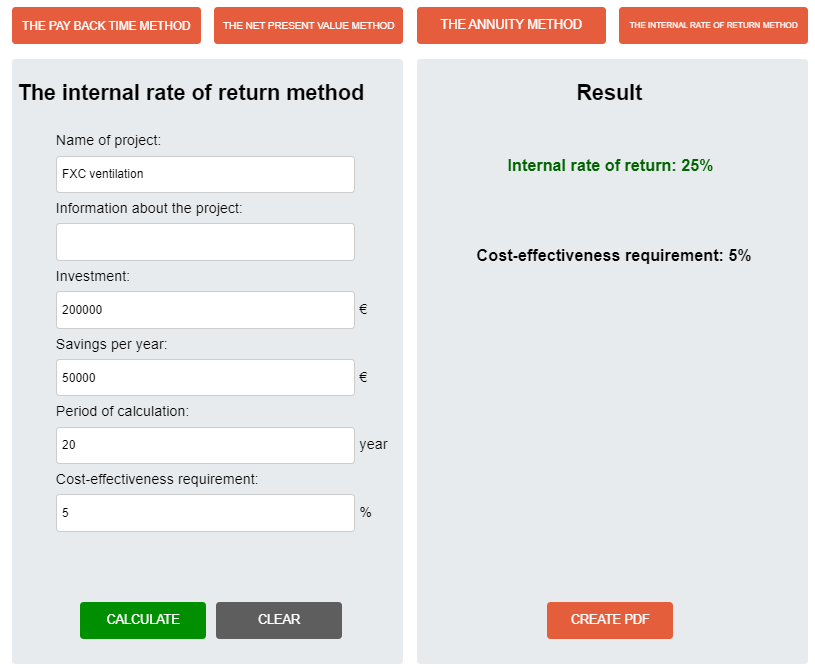 THE PAY BACK TIME METHOD
THE NET PRESENT VALUE METHOD
THE ANNUITY METHOD
THE INTERNAL RATE OF RETURN METHOD
The internal rate of return method
Name of project:
FXC ventilation
Information about the project:
Investment:
200000 €
Savings per year:
50000 €
Period of calculation:
20 year
Cost-effectiveness requirement:
5 %
CALCULATE
CLEAR
Result
Internal rate of return: 25%
Cost-effectiveness requirement: 5%
CREATE PDF